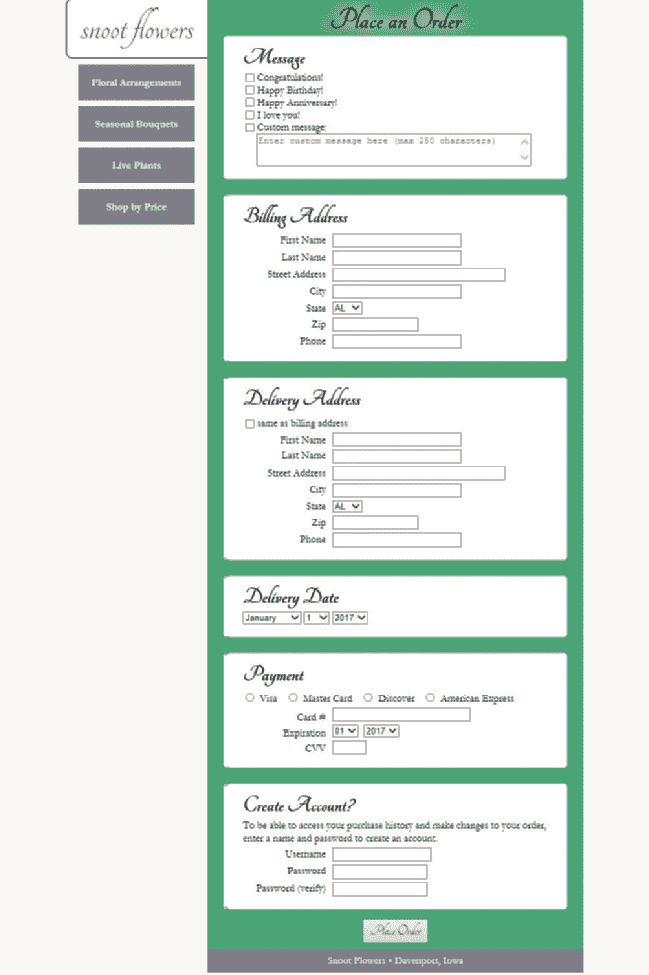 snoot flowers
Floral Arrangements
Seasonal Bouquets
Live Plants
Shop by Price
Place an Order
Message
Congratulations!
Happy Birthday!
Happy Anniversary!
I love you!
Custom message:
Enter custom message here (max 250 characters)
Billing Address
First Name
Last Name
Street Address
City
State AL
Zip
Phone
Delivery Address
same as billing address
First Name
Last Name
Street Address
City
State AL
Zip
Phone
Delivery Date
January 1 2017
Payment
Visa Master Card Discover American Express
Card #
Expiration 01 2017
CVV
Create Account?
To be able to access your purchase history and make changes to your order,
enter a name and password to create an account.
Username
Password
Password (verify)
Place Order
Snoot Flowers • Davenport, Iowa